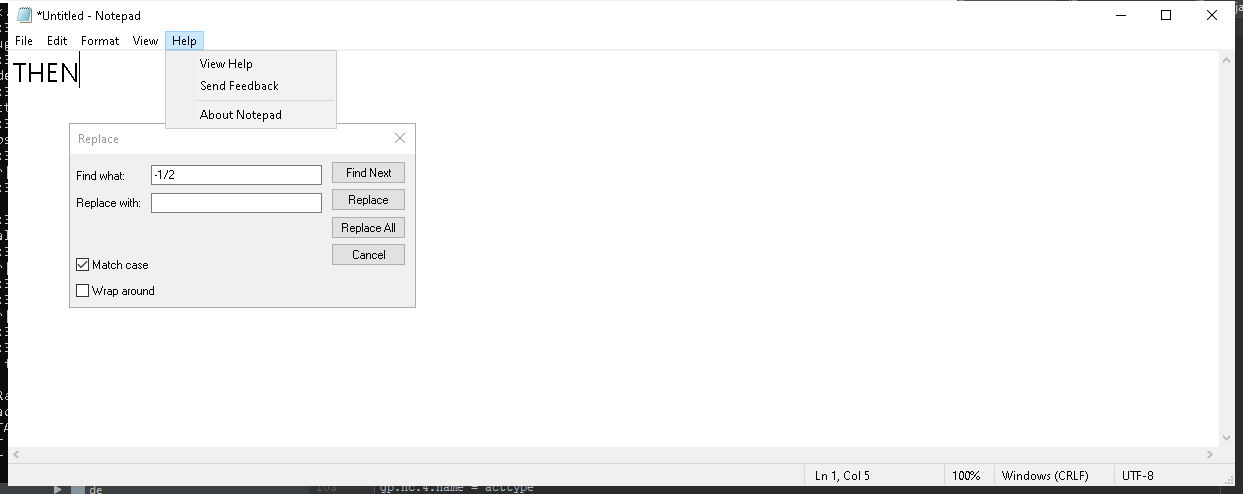 *Untitled - Notepad
File Edit Format View Help
THEN
View Help
Send Feedback
About Notepad
Replace
Find what: -1/2 Find Next
Replace with: Replace
Replace All
Cancel
Match case
Wrap around
Ln 1, Col 5 100% Windows (CRLF) UTF-8
de
gp.nc.4.name = acttype